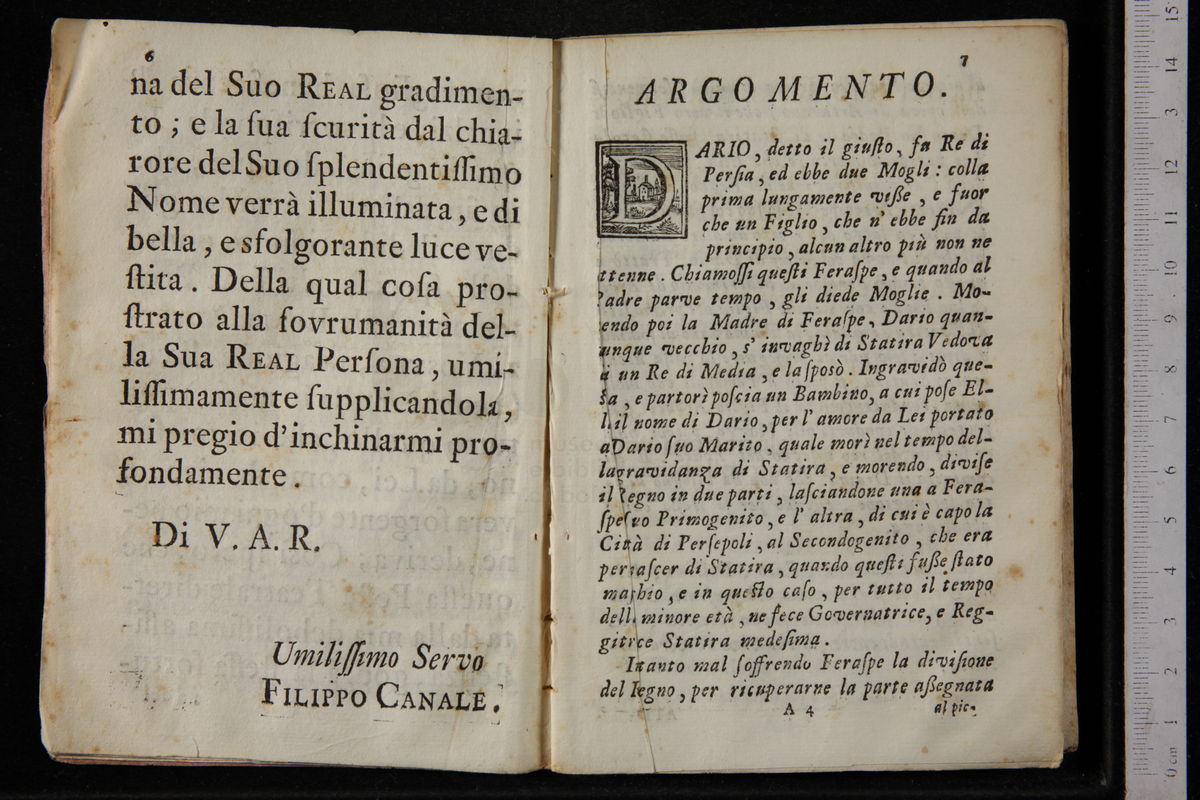 6
na del Suo REAL gradimen-
to ; e la ſua ſcurità dal chia-
rore del Suo ſplendentiſſimo
Nome verrà illuminata, e di
bella, e sfolgorante luce ve-
ſtita. Della qual coſa pro-
ſtrato alla ſovrumanità del-
la Sua REAL Perſona, umi-
liſſimamente ſupplicandola,
mi pregio d'inchinarmi pro-
fondamente.
Di V. A. R.
Umiliſſimo Servo
FILIPPO CANALE.
7
ARGOMENTO.
DARIO, detto il giuſto, fu Re di
Perſia, ed ebbe due Mogli: colla
prima lungamente viſſe, e fuor
che un Figlio, che n' ebbe fin da
principio, alcun altro più non ne
ttenne. Chiamoſſi queſti Feraſpe, e quando al
Padre parve tempo, gli diede Moglie. Mo-
endo poi la Madre di Feraſpe, Dario quan-
unque vecchio, s' invaghì di Statira Vedova
di un Re di Media, e la ſposò. Ingravidò que-
ſta, e partorì poſcia un Bambino, a cui poſe El-
la il nome di Dario, per l' amore da Lei portato
a Dario ſuo Marito, quale morì nel tempo del-
la gravidanza di Statira, e morendo, diviſe
il Regno in due parti, laſciandone una a Fera-
ſpe ſuo Primogenito, e l' altra, di cui è capo la
Città di Perſepoli, al Secondogenito, che era
per naſcer di Statira, quando queſti fuſſe ſtato
maſchio, e in queſto caſo, per tutto il tempo
della minore età, ne fece Governatrice, e Reg-
gitrice Statira medeſima.
Intanto mal ſoffrendo Feraſpe la diviſione
del Regno, per ricuperarne la parte aſſegnata
A 4
al pic-